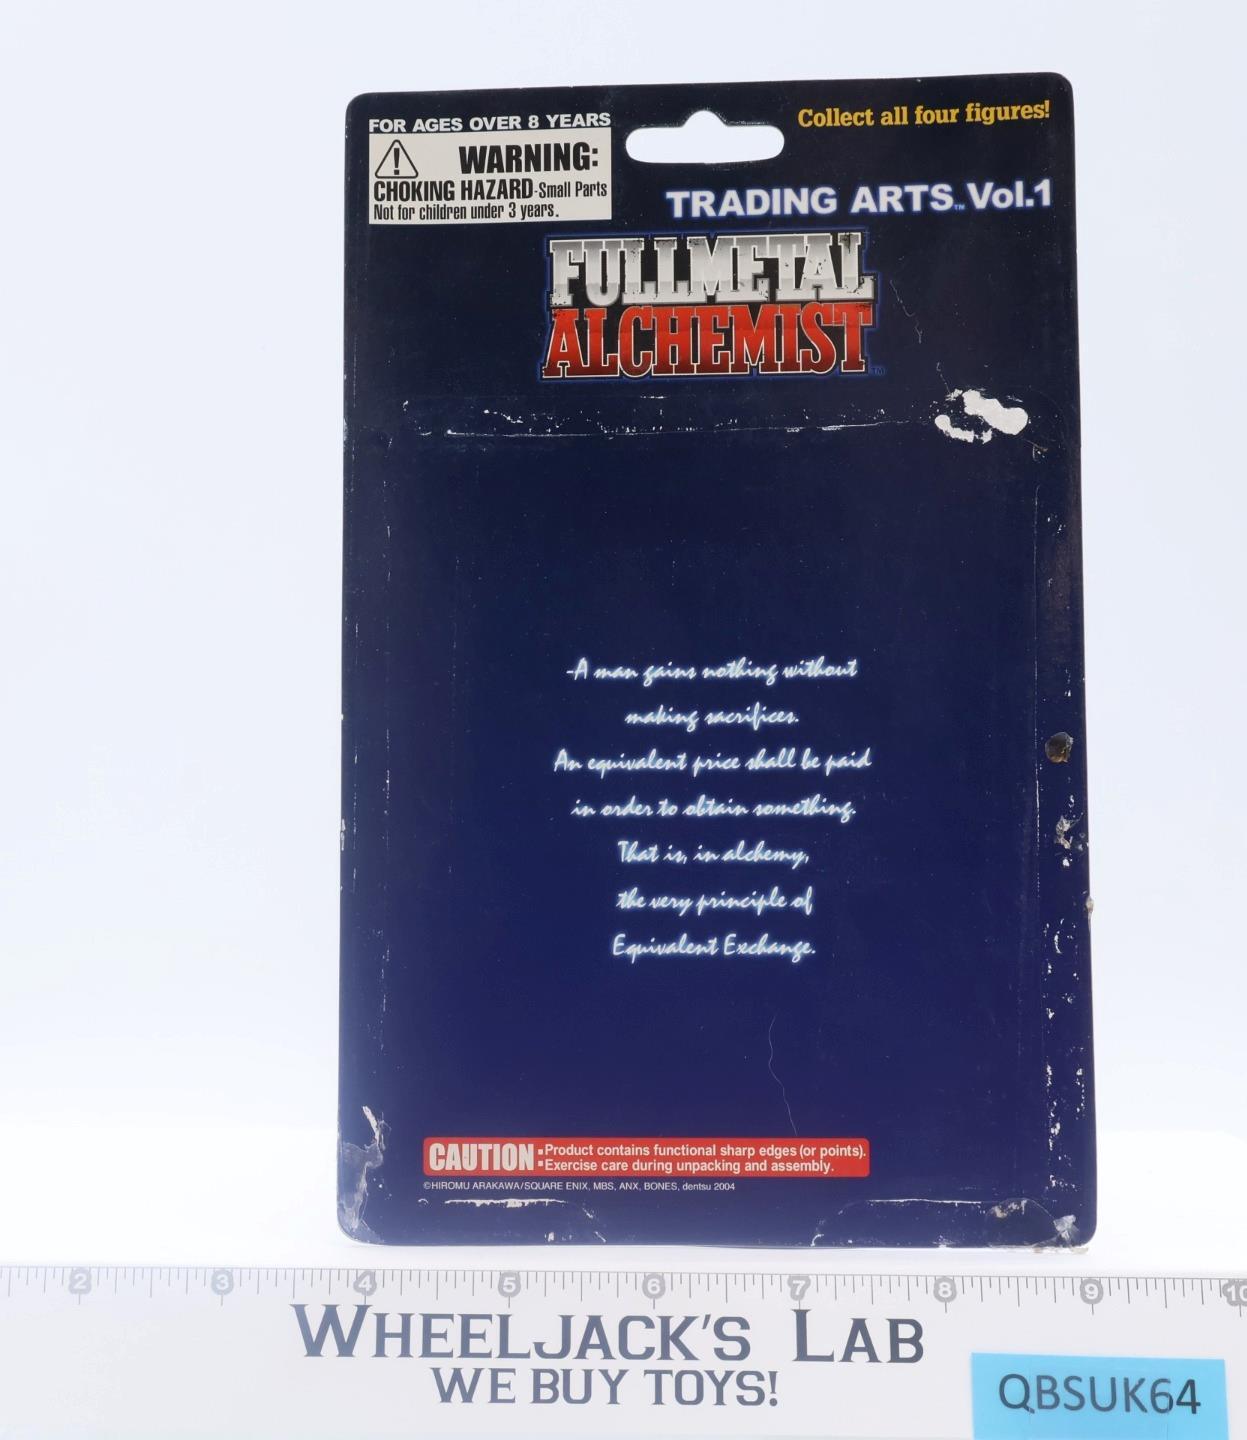 FOR AGES OVER 8 YEARS
WARNING:
CHOKING HAZARD-Small Parts
Not for children under 3 years.
Collect all four figures!
TRADING ARTS™ Vol.1
FULLMETAL
ALCHEMIST™
-A man gains nothing without
making sacrifices.
An equivalent price shall be paid
in order to obtain something.
That is, in alchemy,
the very principle of
Equivalent Exchange.
CAUTION:Product contains functional sharp edges (or points).
Exercise care during unpacking and assembly.
©HIROMU ARAKAWA/SQUARE ENIX, MBS, ANX, BONES, dentsu 2004
2 3 4 5 6 7 8 9 10
WHEELJACK'S LAB
WE BUY TOYS!
QBSUK64